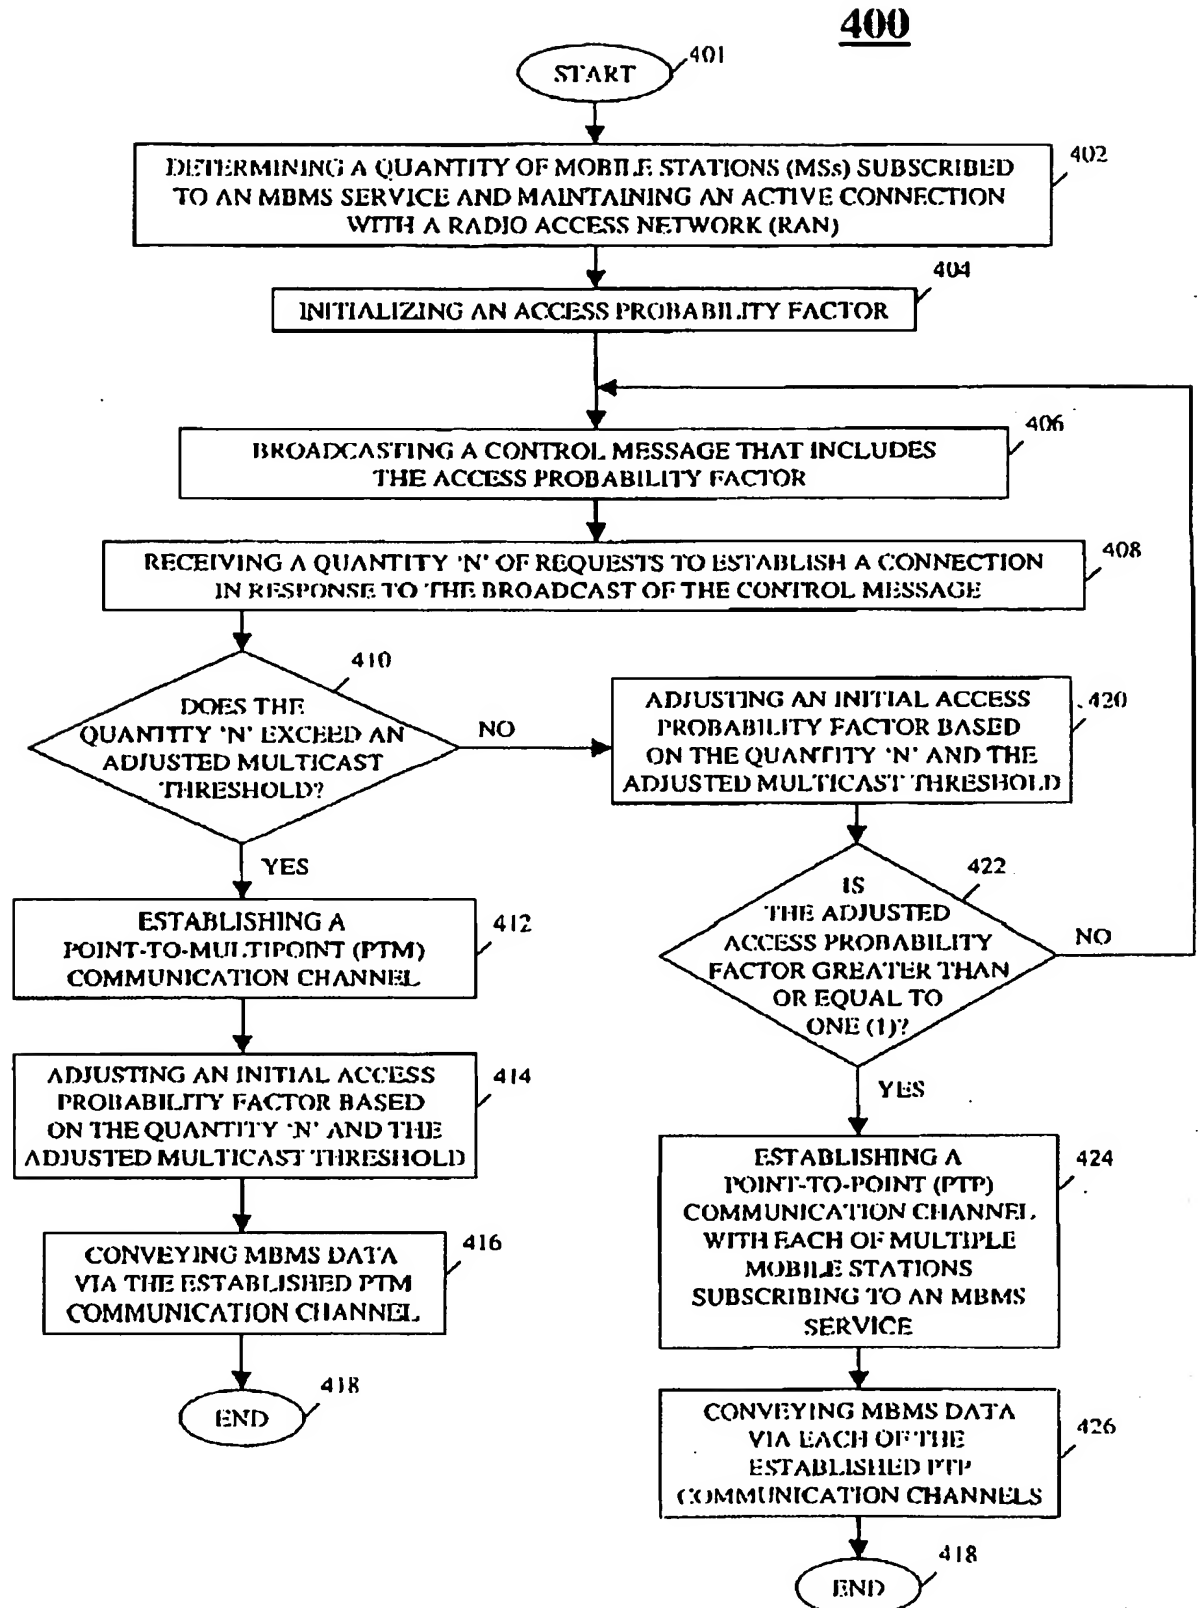 400
START
401
DETERMINING A QUANTITY OF MOBILE STATIONS (MSs) SUBSCRIBED
TO AN MBMS SERVICE AND MAINTAINING AN ACTIVE CONNECTION
WITH A RADIO ACCESS NETWORK (RAN)
402
INITIALIZING AN ACCESS PROBABILITY FACTOR
404
BROADCASTING A CONTROL MESSAGE THAT INCLUDES
THE ACCESS PROBABILITY FACTOR
406
RECEIVING A QUANTITY 'N' OF REQUESTS TO ESTABLISH A CONNECTION
IN RESPONSE TO THE BROADCAST OF THE CONTROL MESSAGE
408
DOES THE
QUANTITY 'N' EXCEED AN
ADJUSTED MULTICAST
THRESHOLD?
410
NO
YES
ADJUSTING AN INITIAL ACCESS
PROBABILITY FACTOR BASED
ON THE QUANTITY 'N' AND THE
ADJUSTED MULTICAST THRESHOLD
420
IS
THE ADJUSTED
ACCESS PROBABILITY
FACTOR GREATER THAN
OR EQUAL TO
ONE (1)?
422
NO
YES
ESTABLISHING A
POINT-TO-MULTIPOINT (PTM)
COMMUNICATION CHANNEL
412
ADJUSTING AN INITIAL ACCESS
PROBABILITY FACTOR BASED
ON THE QUANTITY 'N' AND THE
ADJUSTED MULTICAST THRESHOLD
414
CONVEYING MBMS DATA
VIA THE ESTABLISHED PTM
COMMUNICATION CHANNEL
416
END
418
ESTABLISHING A
POINT-TO-POINT (PTP)
COMMUNICATION CHANNEL
WITH EACH OF MULTIPLE
MOBILE STATIONS
SUBSCRIBING TO AN MBMS
SERVICE
424
CONVEYING MBMS DATA
VIA EACH OF THE
ESTABLISHED PTP
COMMUNICATION CHANNELS
426
END
418